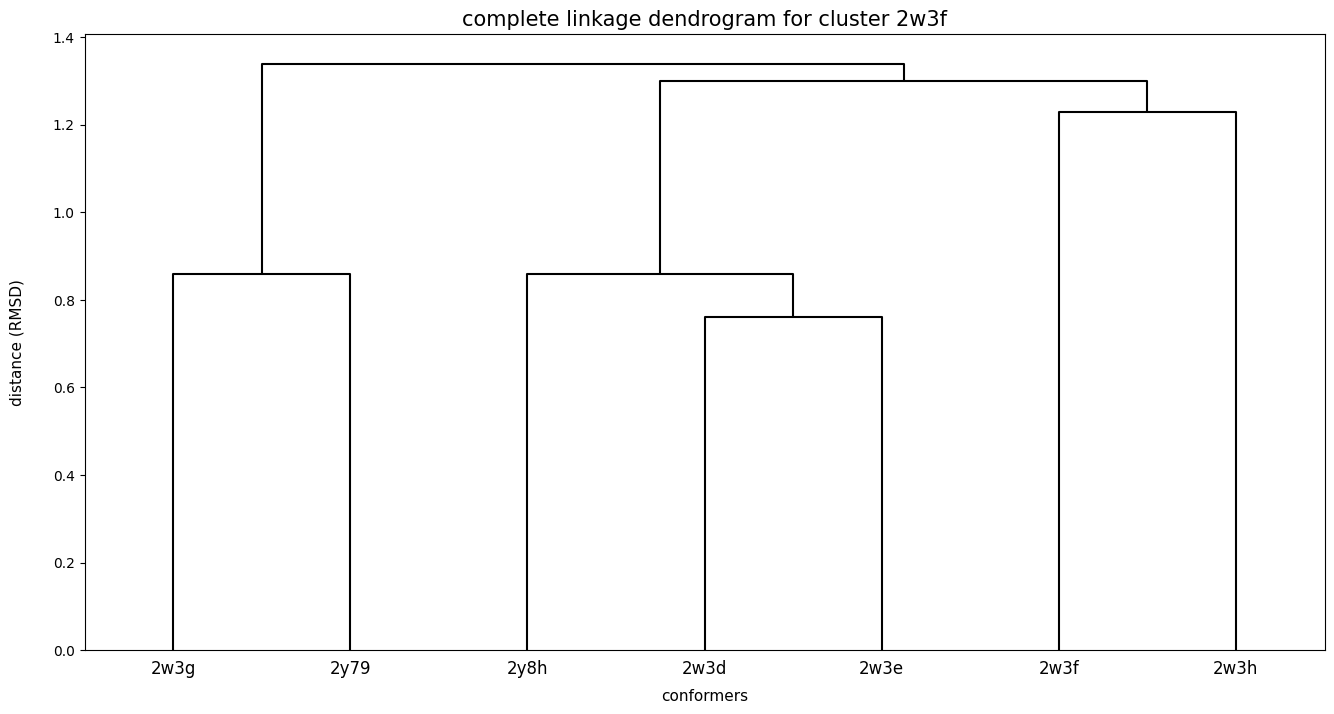 complete linkage dendrogram for cluster 2w3f
1.4
1.2
1.0
0.8
0.6
0.4
0.2
0.0
distance (RMSD)
2w3g 2y79 2y8h 2w3d 2w3e 2w3f 2w3h
conformers